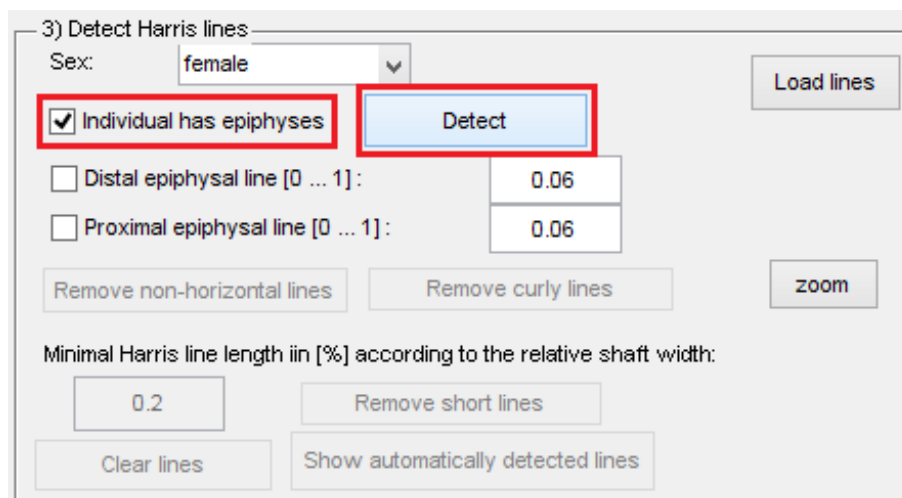 3) Detect Harris lines
Sex: female
Load lines
Individual has epiphyses Detect
Distal epiphysal line [0 ... 1] : 0.06
Proximal epiphysal line [0 ... 1] : 0.06
Remove non-horizontal lines Remove curly lines zoom
Minimal Harris line length iin [%] according to the relative shaft width:
0.2 Remove short lines
Clear lines Show automatically detected lines